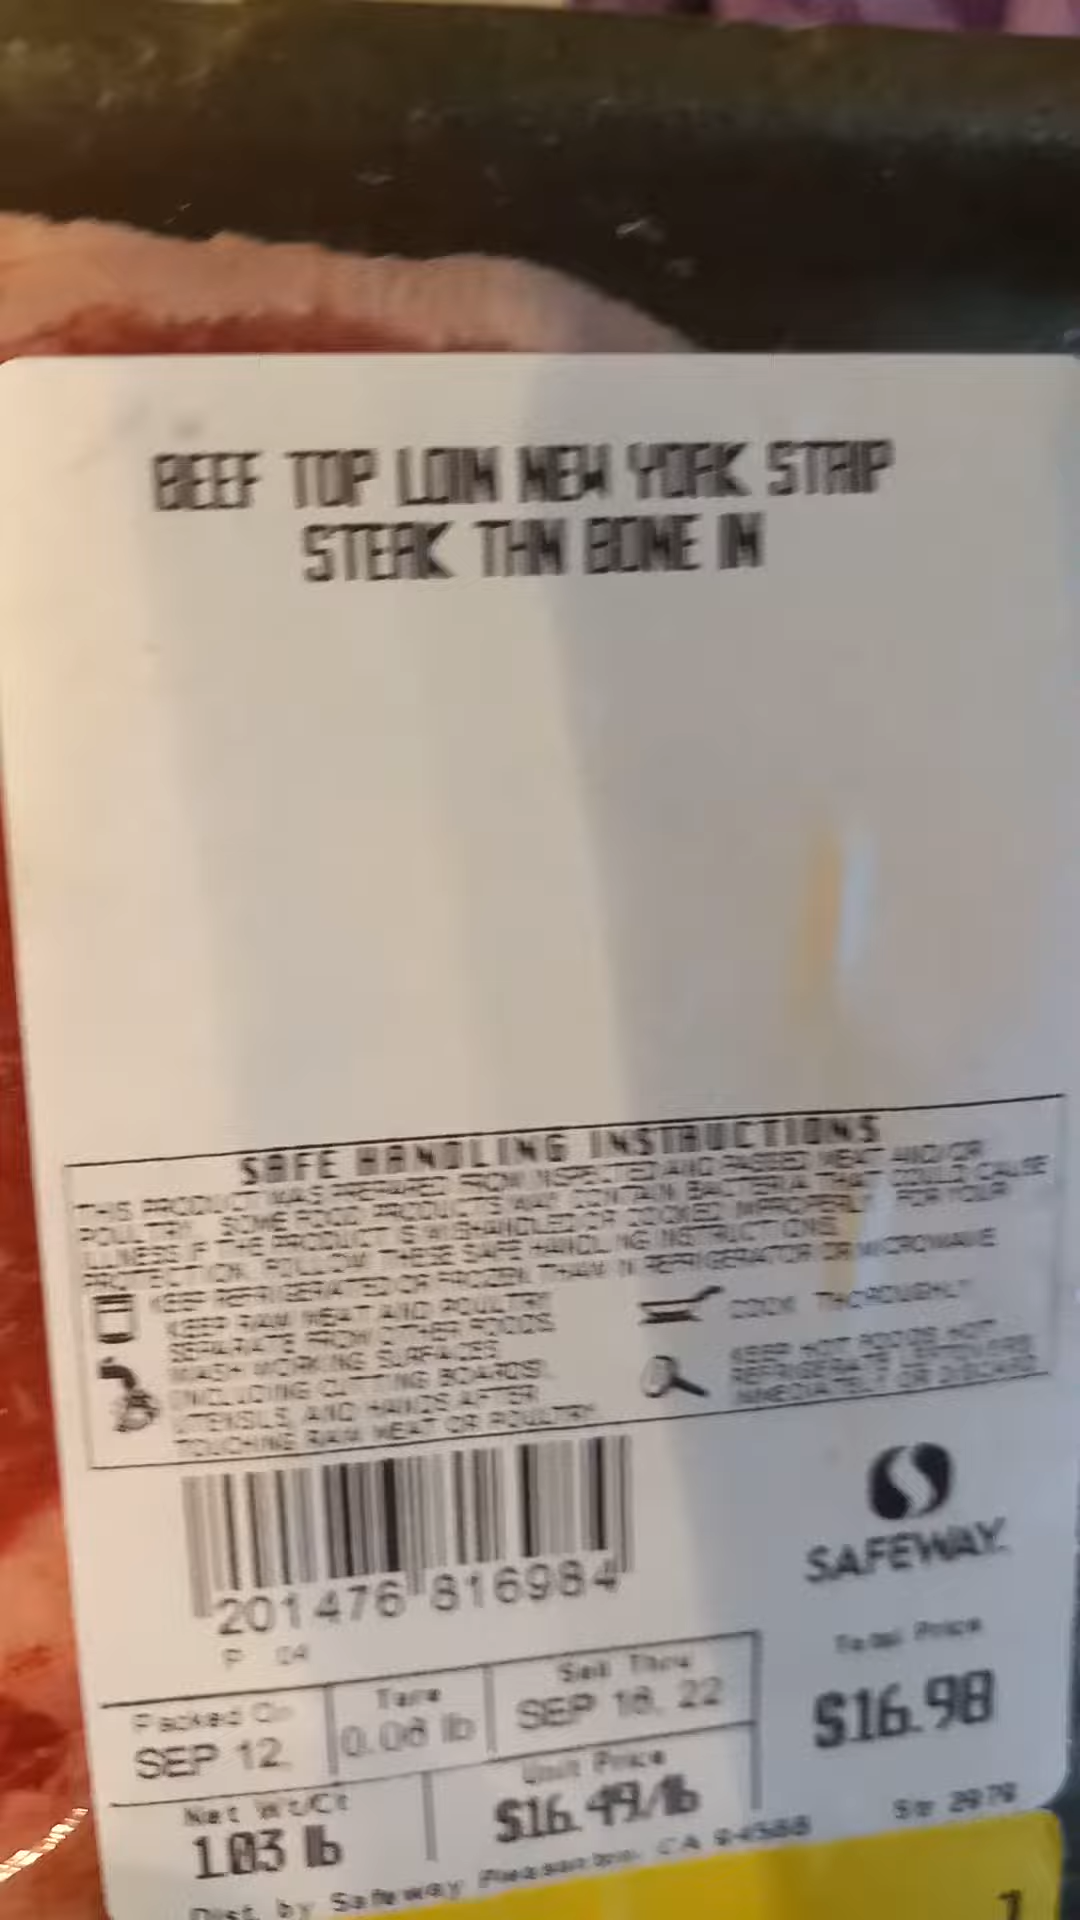 BEEF TOP LOIN NEW YORK STRIP
STEAK THN BONE IN
SAFE HANDLING INSTRUCTIONS
THIS PRODUCT WAS PREPARED FROM INSPECTED AND PASSED MEAT AND/OR
POULTRY. SOME FOOD PRODUCTS MAY CONTAIN BACTERIA THAT COULD CAUSE
ILLNESS IF THE PRODUCT IS MISHANDLED OR COOKED IMPROPERLY. FOR YOUR
PROTECTION, FOLLOW THESE SAFE HANDLING INSTRUCTIONS.
KEEP REFRIGERATED OR FROZEN. THAW IN REFRIGERATOR OR MICROWAVE
KEEP RAW MEAT AND POULTRY
SEPARATE FROM OTHER FOODS.
WASH WORKING SURFACES
(INCLUDING CUTTING BOARDS),
UTENSILS, AND HANDS AFTER
TOUCHING RAW MEAT OR POULTRY.
COOK THOROUGHLY
KEEP HOT FOODS HOT.
REFRIGERATE LEFTOVERS
IMMEDIATELY OR DISCARD.
201476 816984
P 04
SAFEWAY
Packed On
SEP 12,
Tare
lb
Sell Thru
SEP 22
Total Price
$16.98
Net Wt/Ct
1.03 lb
Unit Price
$16.49/lb
Dist. by Safeway Pleasanton, CA
Str